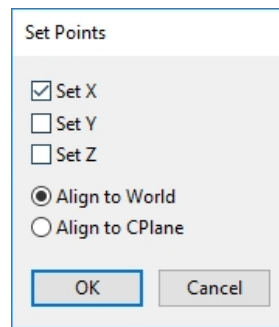 Set Points
Set X
Set Y
Set Z
Align to World
Align to CPlane
OK Cancel